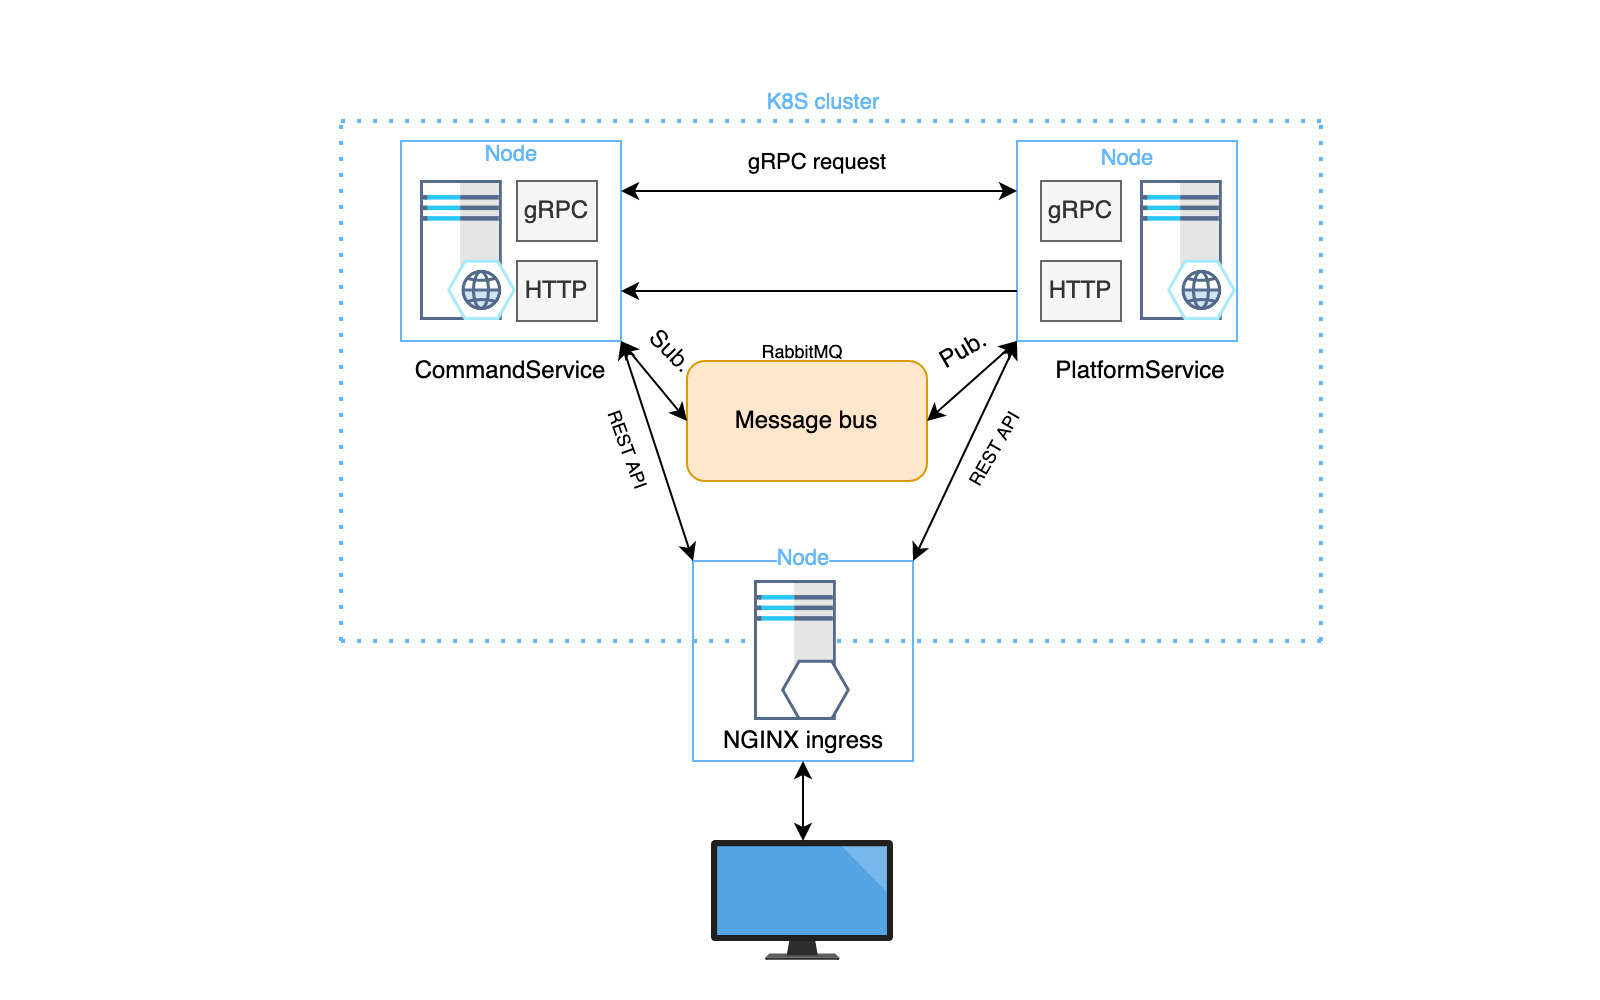 K8S cluster
Node
gRPC request
Node
gRPC
gRPC
HTTP
HTTP
CommandService
Sub.
RabbitMQ
Pub.
PlatformService
Message bus
REST API
REST API
Node
NGINX ingress